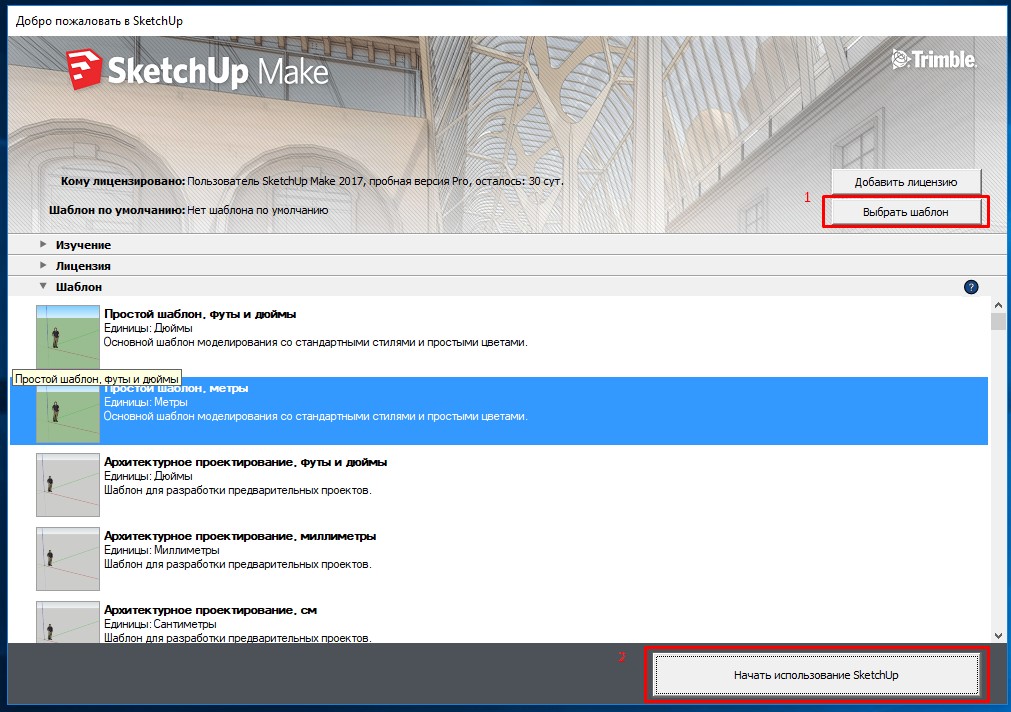 Добро пожаловать в SketchUp
SketchUp Make
Trimble.
Кому лицензировано: Пользователь SketchUp Make 2017, пробная версия Pro, осталось: 30 сут.
Добавить лицензию
1
Шаблон по умолчанию: Нет шаблона по умолчанию
Выбрать шаблон
Изучение
Лицензия
Шаблон
?
Простой шаблон, футы и дюймы
Единицы: Дюймы
Основной шаблон моделирования со стандартными стилями и простыми цветами.
Простой шаблон, футы и дюймы
Простой шаблон, метры
Единицы: Метры
Основной шаблон моделирования со стандартными стилями и простыми цветами.
Архитектурное проектирование, футы и дюймы
Единицы: Дюймы
Шаблон для разработки предварительных проектов.
Архитектурное проектирование, миллиметры
Единицы: Миллиметры
Шаблон для разработки предварительных проектов.
Архитектурное проектирование, см
Единицы: Сантиметры
Шаблон для разработки предварительных проектов.
2
Начать использование SketchUp